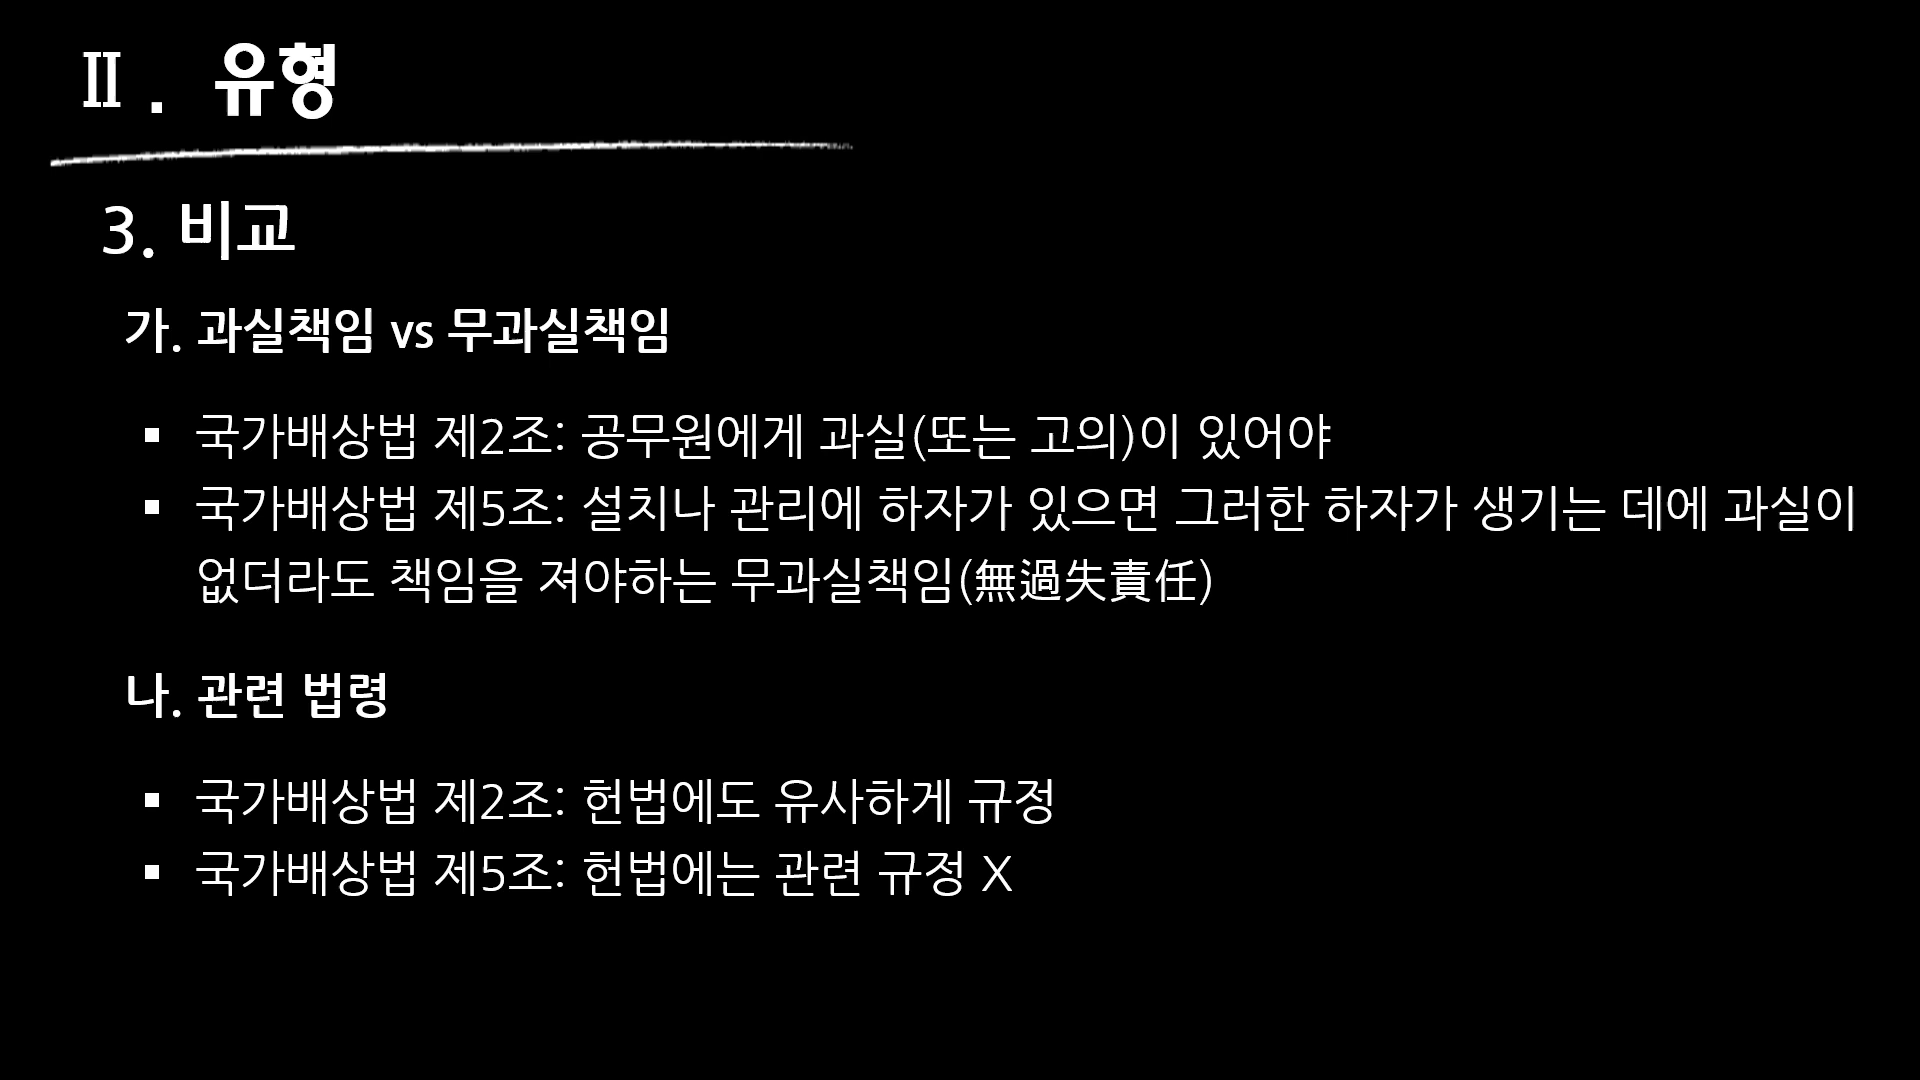 Ⅱ. 유형
3. 비교
가. 과실책임 vs 무과실책임
▪ 국가배상법 제2조: 공무원에게 과실(또는 고의)이 있어야
▪ 국가배상법 제5조: 설치나 관리에 하자가 있으면 그러한 하자가 생기는 데에 과실이
없더라도 책임을 져야하는 무과실책임(無過失責任)
나. 관련 법령
▪ 국가배상법 제2조: 헌법에도 유사하게 규정
▪ 국가배상법 제5조: 헌법에는 관련 규정 X